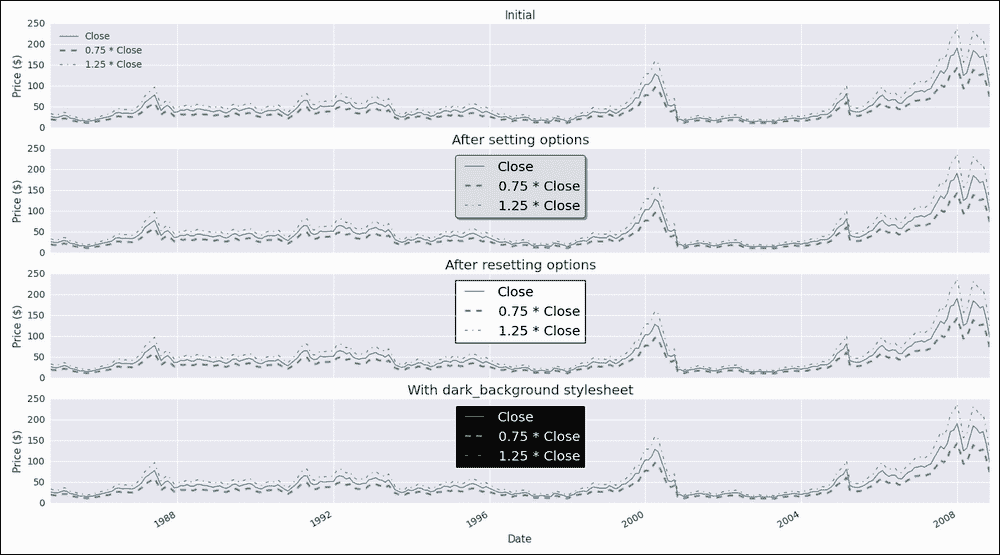 Initial
250
200
150
100
50
0
Price ($)
Close
0.75 * Close
1.25 * Close
After setting options
250
200
150
100
50
0
Price ($)
Close
0.75 * Close
1.25 * Close
After resetting options
250
200
150
100
50
0
Price ($)
Close
0.75 * Close
1.25 * Close
With dark_background stylesheet
250
200
150
100
50
0
Price ($)
Close
0.75 * Close
1.25 * Close
1988 1992 1996 2000 2004 2008
Date